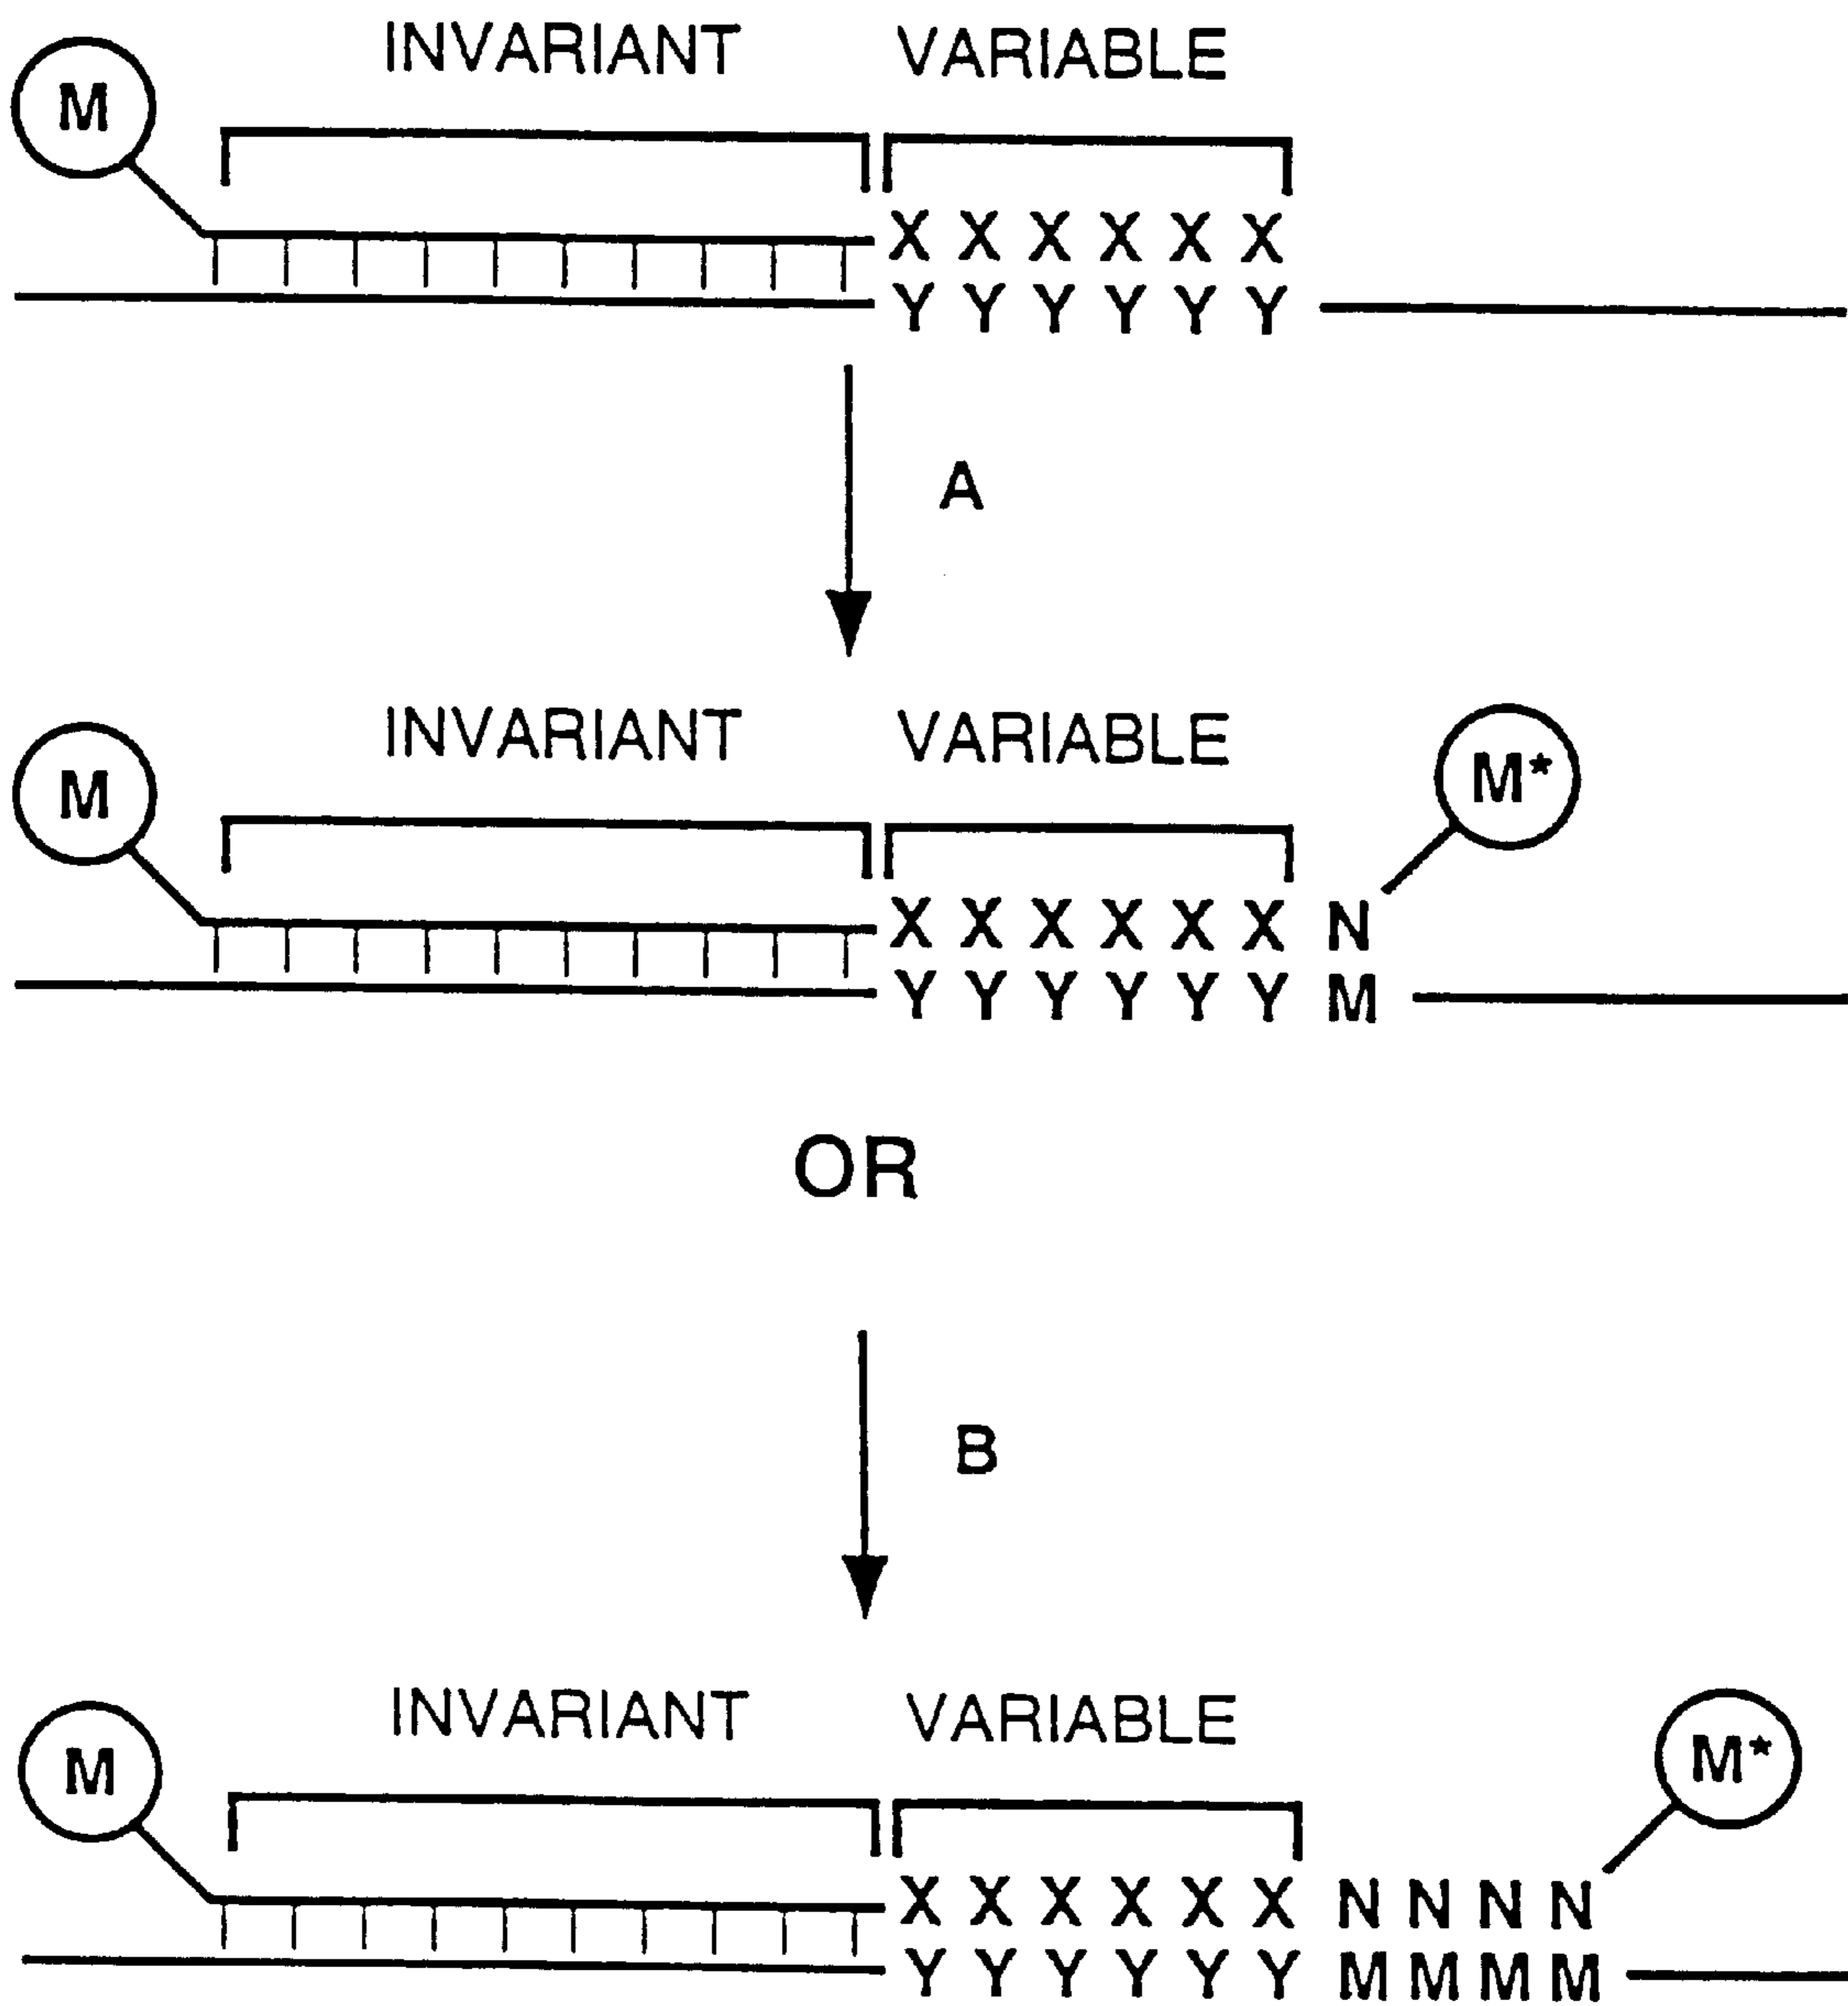 INVARIANT VARIABLE
M
X X X X X X
Y Y Y Y Y Y
A
INVARIANT VARIABLE
M M*
X X X X X X N
Y Y Y Y Y Y M
OR
B
INVARIANT VARIABLE
M M*
X X X X X X N N N N
Y Y Y Y Y Y M M M M